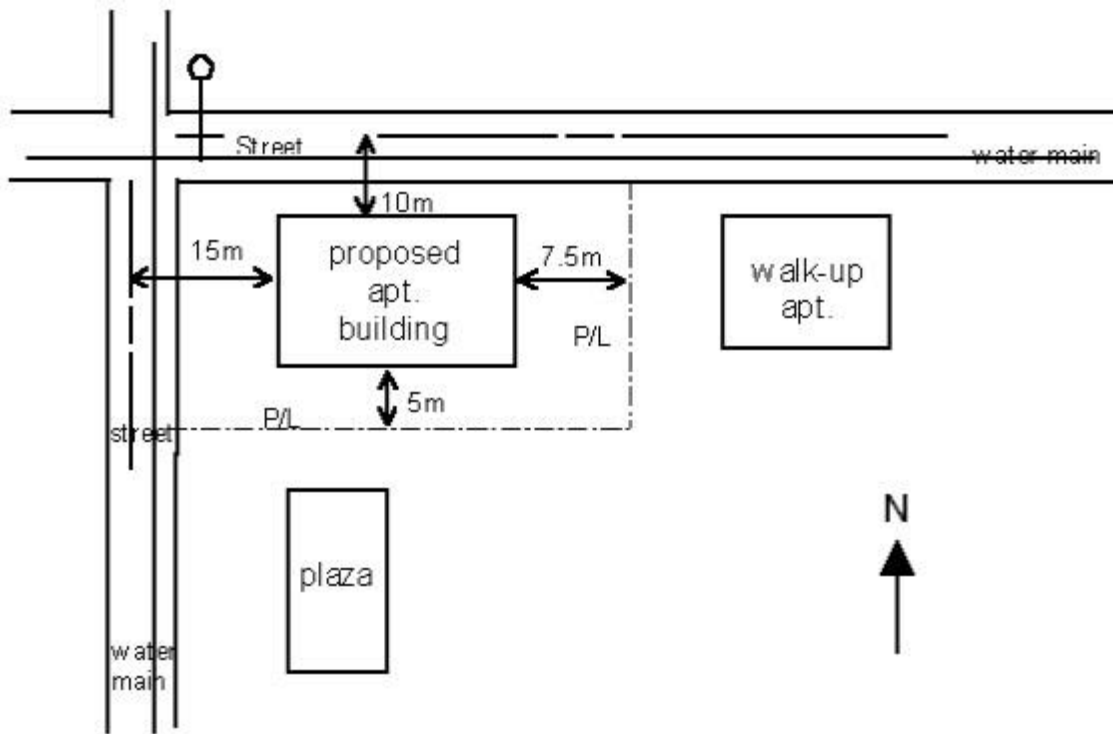 Street
water main
10m
15m
proposed
apt.
building
7.5m
walk-up
apt.
P/L
5m
P/L
street
N
plaza
water
main